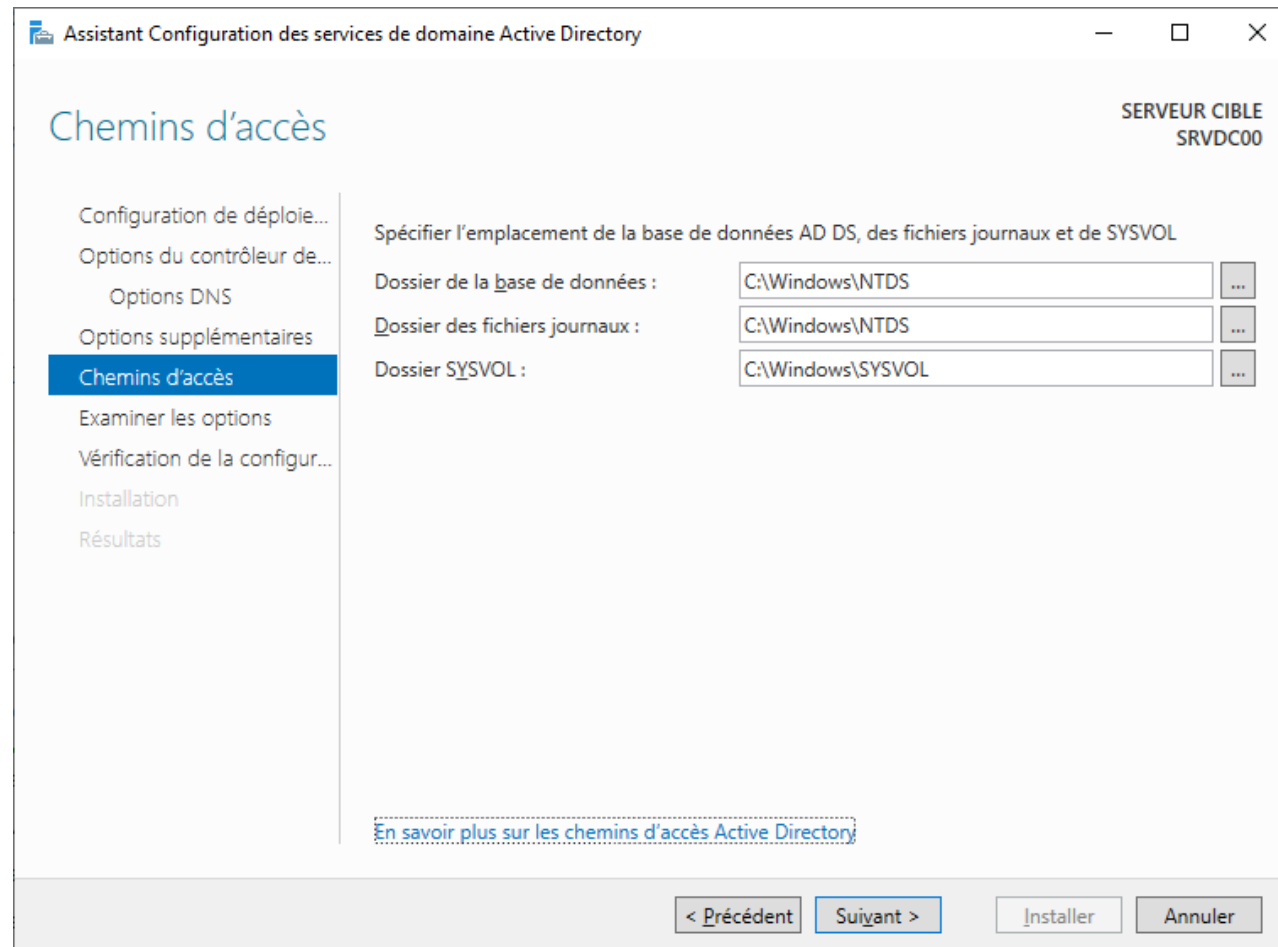 Assistant Configuration des services de domaine Active Directory
Chemins d’accès
SERVEUR CIBLE
SRVDC00
Configuration de déploie...
Options du contrôleur de...
Options DNS
Options supplémentaires
Chemins d’accès
Examiner les options
Vérification de la configur...
Installation
Résultats
Spécifier l’emplacement de la base de données AD DS, des fichiers journaux et de SYSVOL
Dossier de la base de données : C:\Windows\NTDS ...
Dossier des fichiers journaux : C:\Windows\NTDS ...
Dossier SYSVOL : C:\Windows\SYSVOL ...
En savoir plus sur les chemins d’accès Active Directory
< Précédent Suivant > Installer Annuler